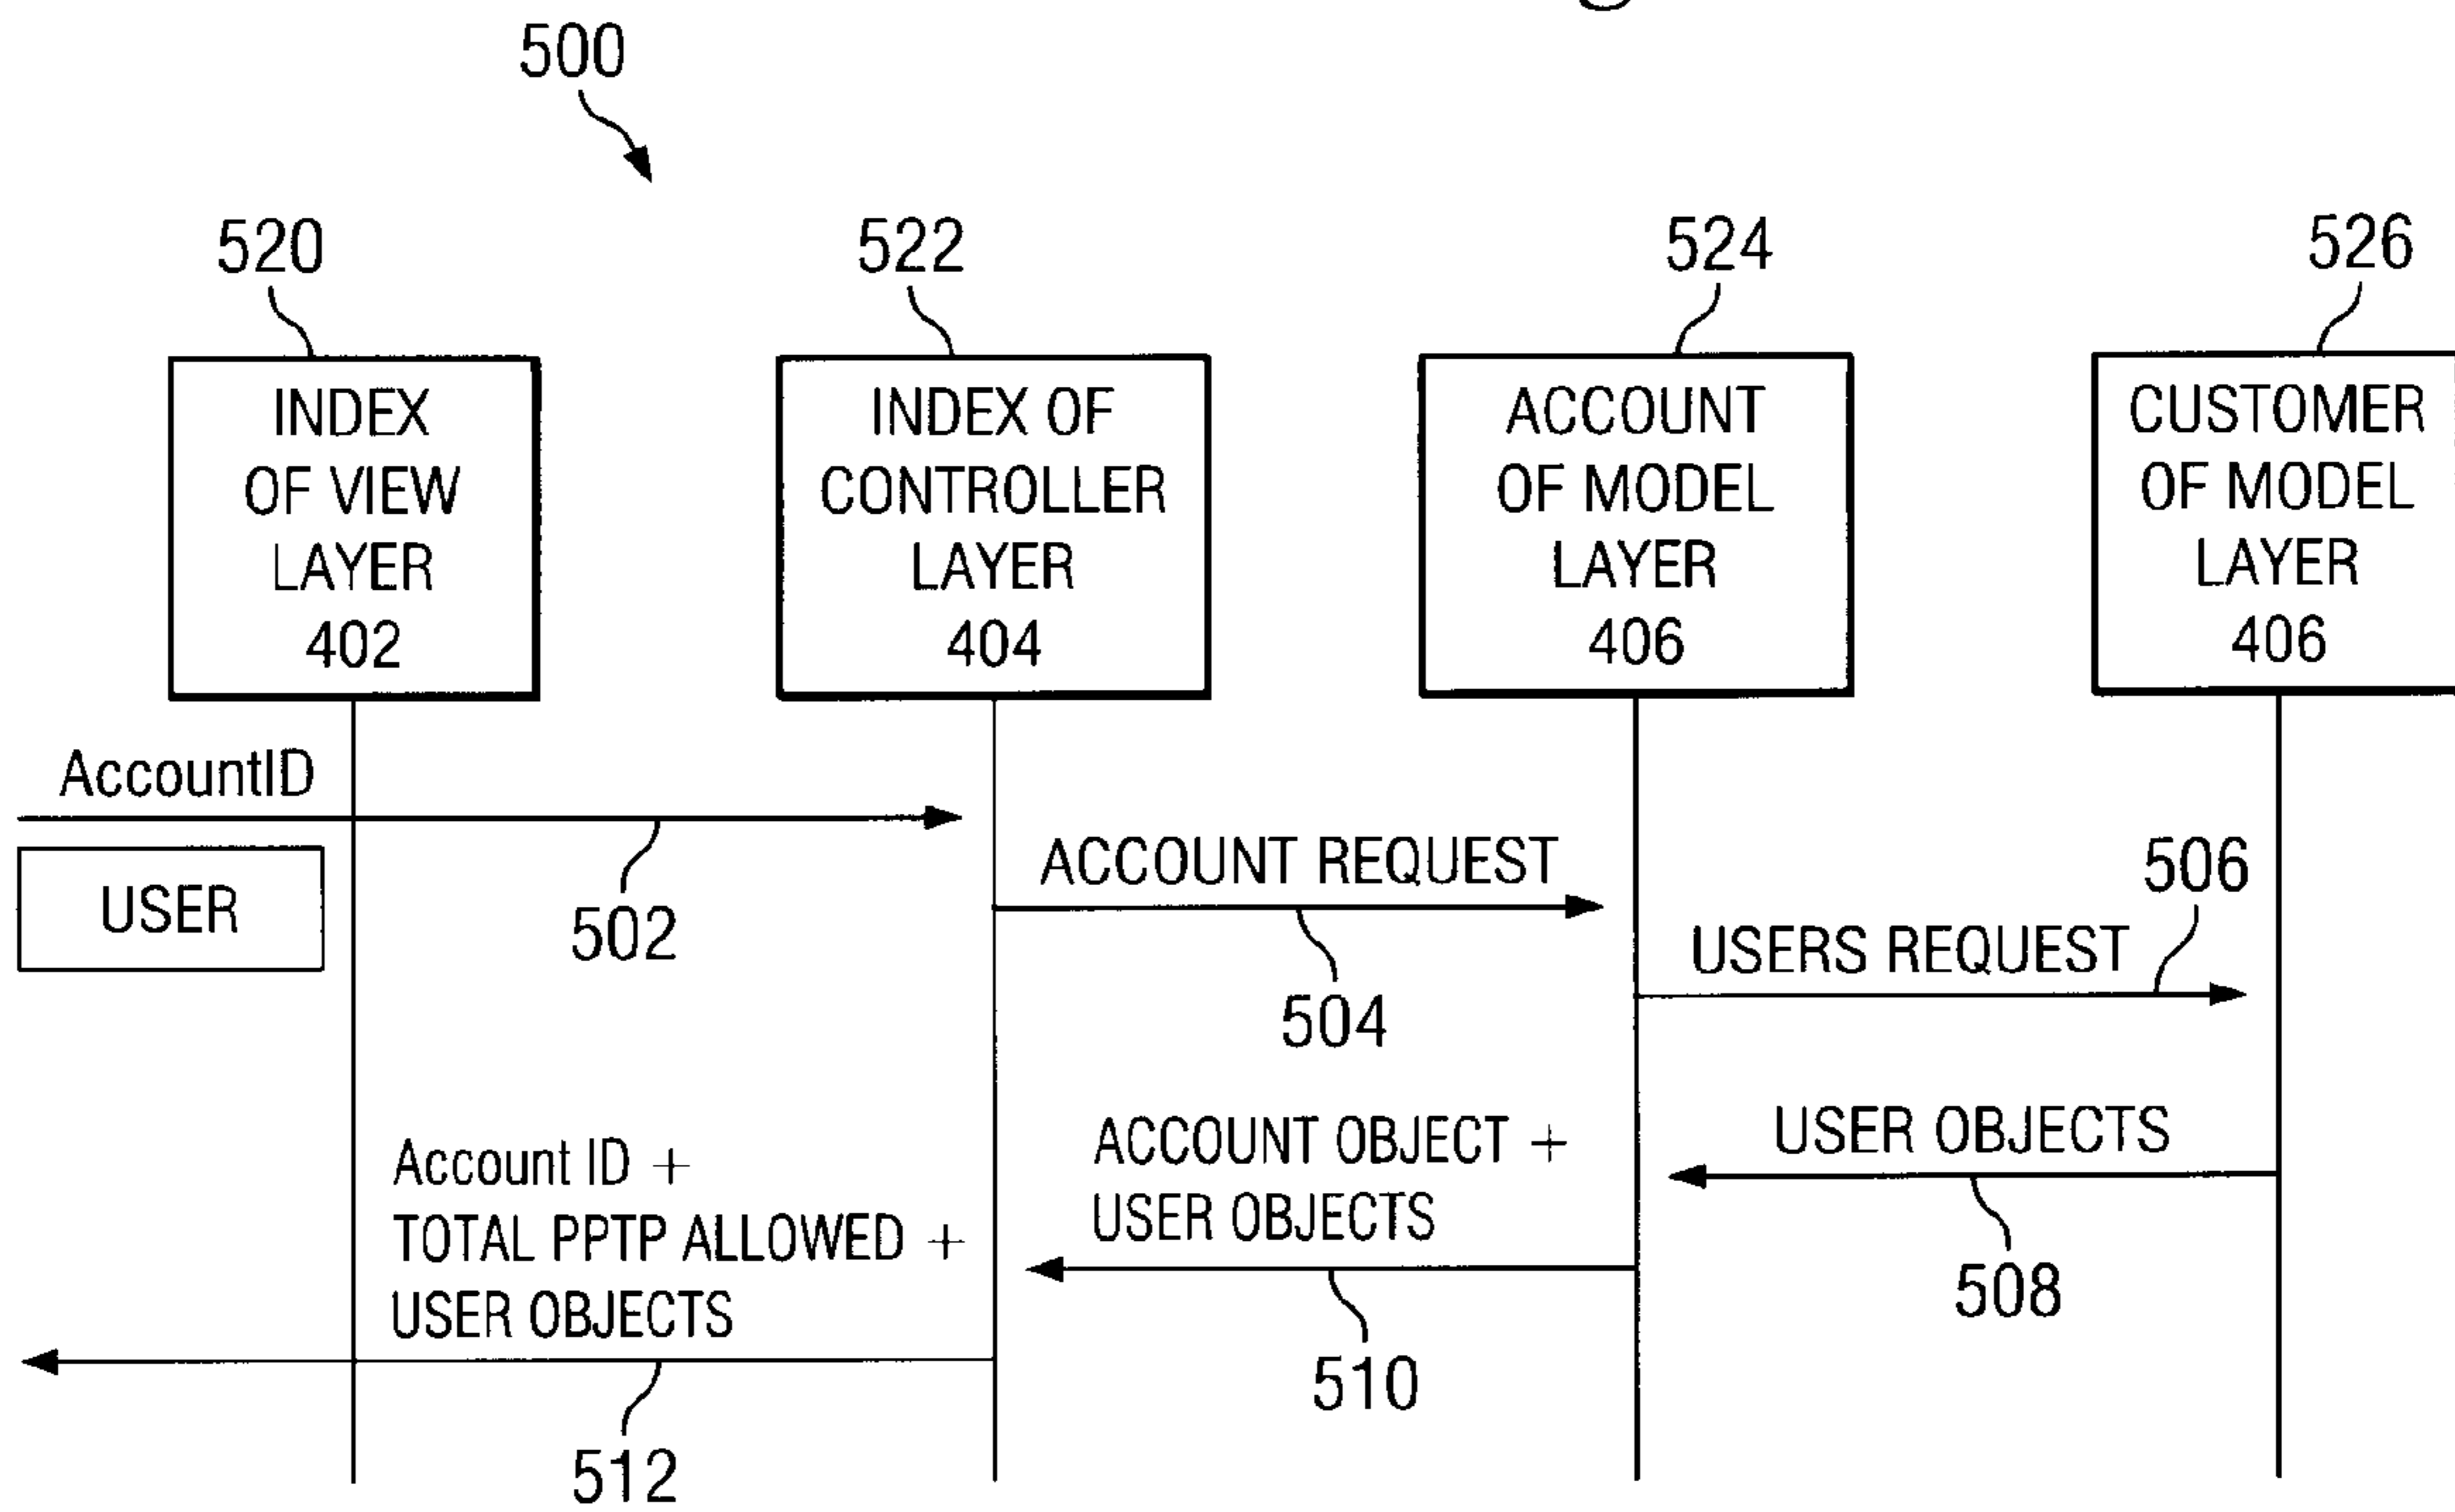 500
520
522
524
526
INDEX
OF VIEW
LAYER
402
INDEX OF
CONTROLLER
LAYER
404
ACCOUNT
OF MODEL
LAYER
406
CUSTOMER
OF MODEL
LAYER
406
AccountID
USER
502
ACCOUNT REQUEST
504
USERS REQUEST
506
USER OBJECTS
508
ACCOUNT OBJECT +
USER OBJECTS
510
Account ID +
TOTAL PPTP ALLOWED +
USER OBJECTS
512